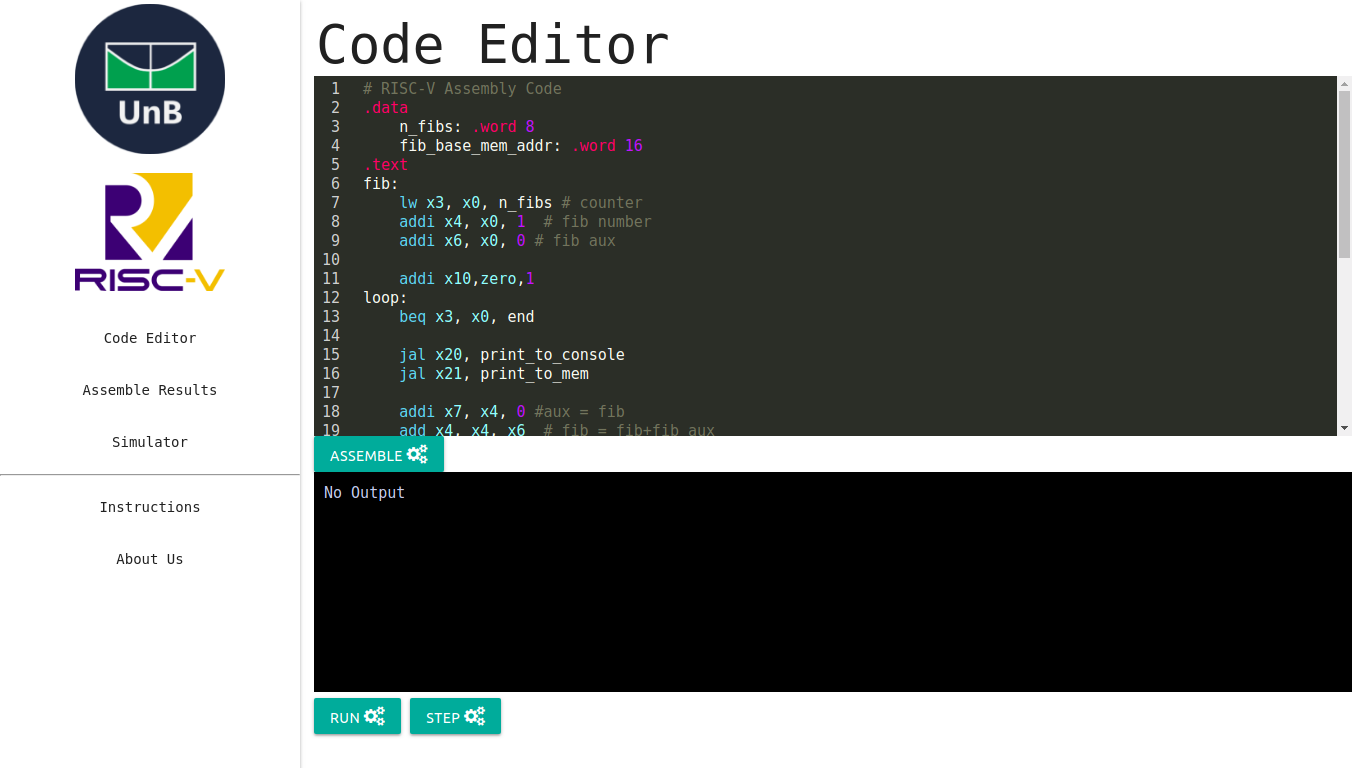 UnB
RISC-V
Code Editor
Assemble Results
Simulator
Instructions
About Us
Code Editor
1 # RISC-V Assembly Code
2 .data
3     n_fibs: .word 8
4     fib_base_mem_addr: .word 16
5 .text
6 fib:
7     lw x3, x0, n_fibs # counter
8     addi x4, x0, 1  # fib number
9     addi x6, x0, 0 # fib aux
10
11     addi x10,zero,1
12 loop:
13     beq x3, x0, end
14
15     jal x20, print_to_console
16     jal x21, print_to_mem
17
18     addi x7, x4, 0 #aux = fib
19     add x4, x4, x6  # fib = fib+fib_aux
ASSEMBLE
No Output
RUN STEP